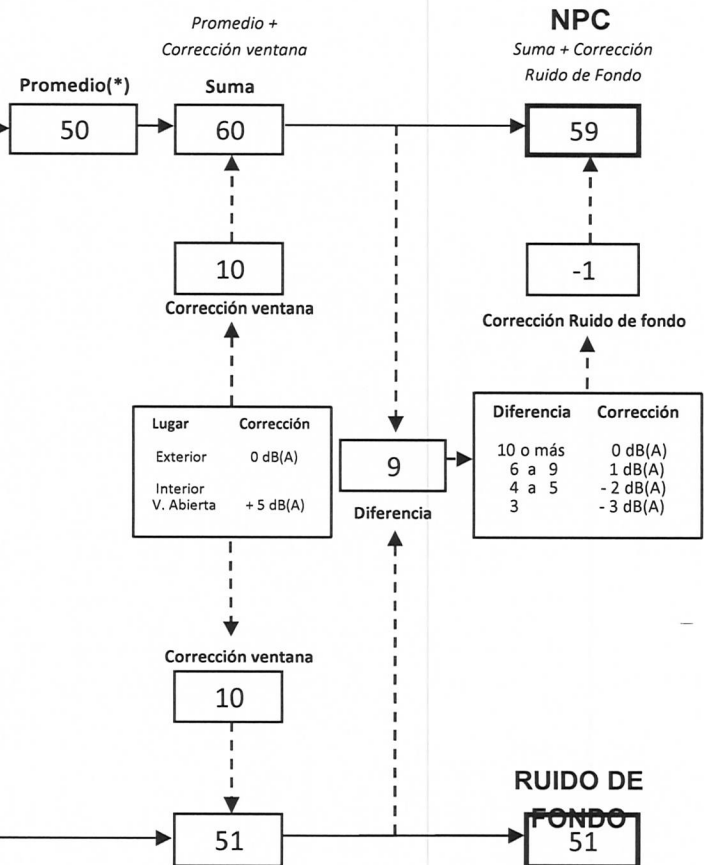 Promedio +
Corrección ventana
NPC
Suma + Corrección
Ruido de Fondo
Promedio(*)
Suma
50
60
59
10
-1
Corrección ventana
Corrección Ruido de fondo
Lugar Corrección
Exterior 0 dB(A)
Interior
V. Abierta + 5 dB(A)
9
Diferencia
Diferencia Corrección
10 o más 0 dB(A)
6 a 9 1 dB(A)
4 a 5 - 2 dB(A)
3 - 3 dB(A)
Corrección ventana
10
RUIDO DE
FONDO
51
51